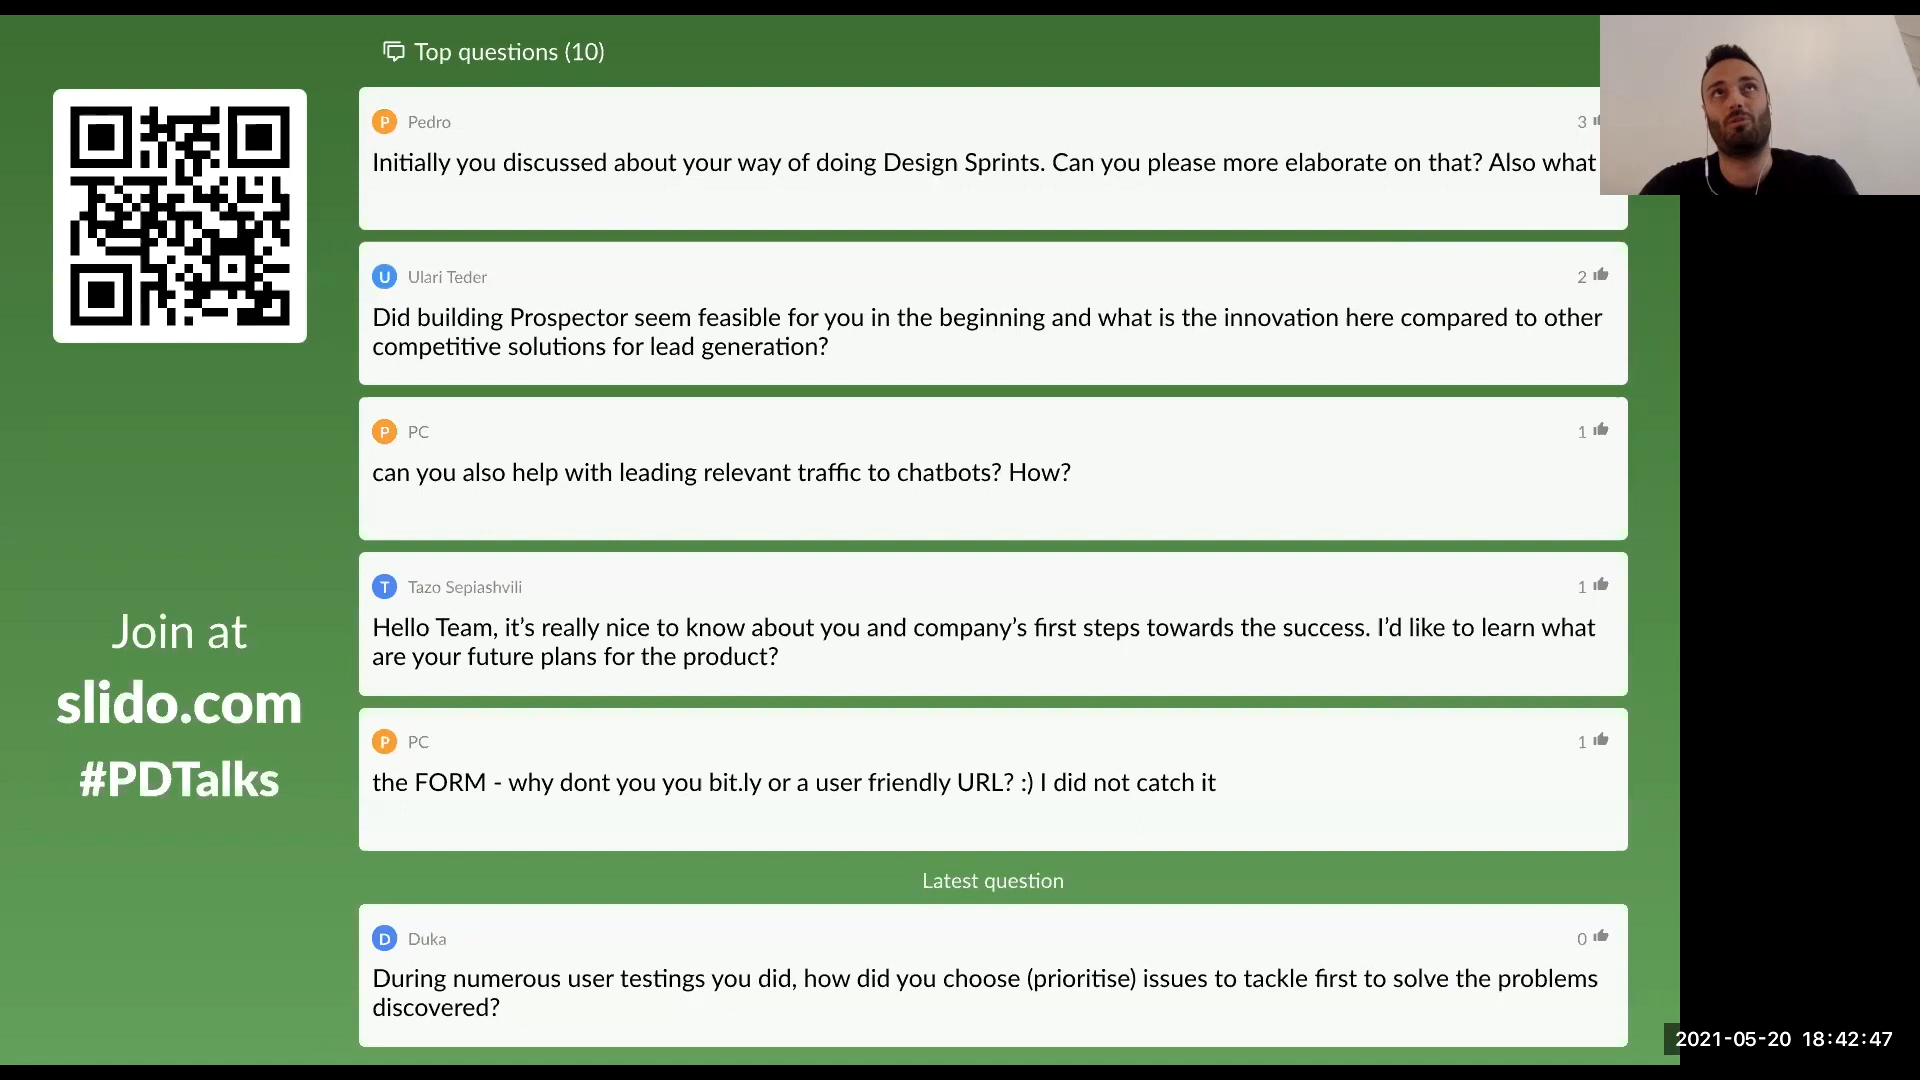 Top questions (10)
P Pedro 3
Initially you discussed about your way of doing Design Sprints. Can you please more elaborate on that? Also what
U Ulari Teder 2
Did building Prospector seem feasible for you in the beginning and what is the innovation here compared to other
competitive solutions for lead generation?
P PC 1
can you also help with leading relevant traffic to chatbots? How?
T Tazo Sepiashvili 1
Hello Team, it's really nice to know about you and company's first steps towards the success. I'd like to learn what
are your future plans for the product?
P PC 1
the FORM - why dont you you bit.ly or a user friendly URL? :) I did not catch it
Latest question
D Duka 0
During numerous user testings you did, how did you choose (prioritise) issues to tackle first to solve the problems
discovered?
Join at
slido.com
#PDTalks
2021-05-20 18:42:47